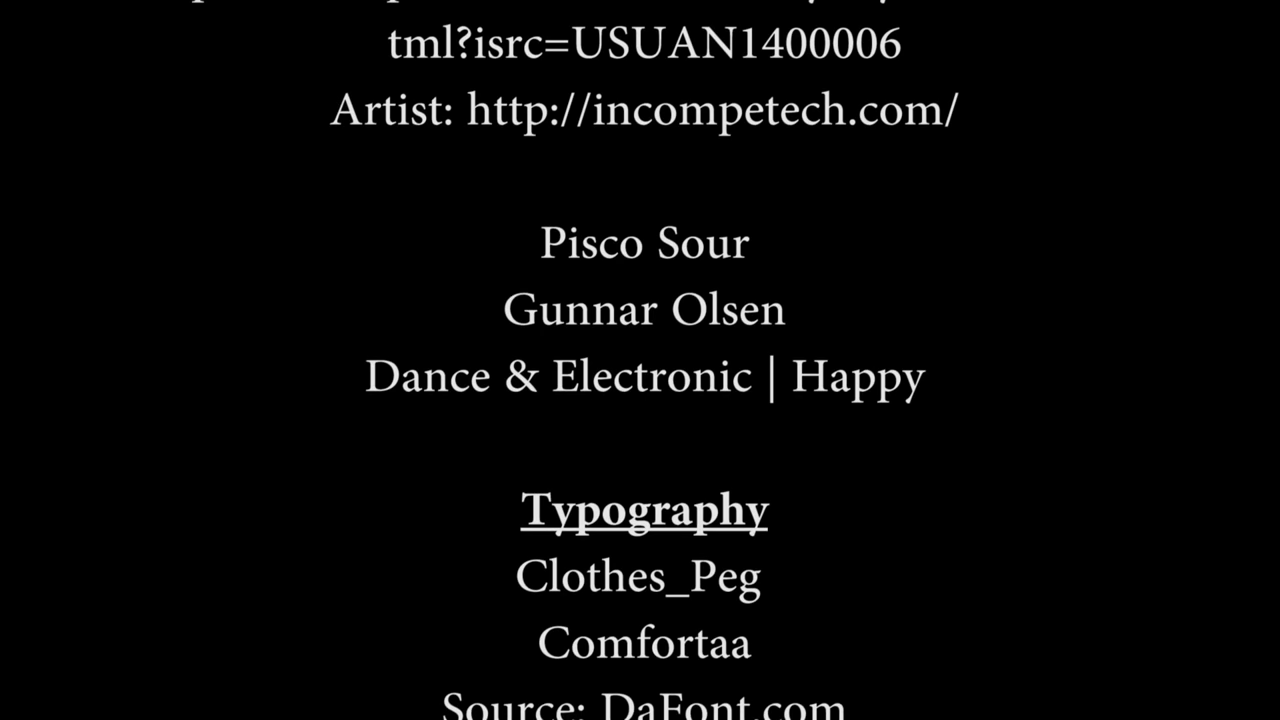 tml?isrc=USUAN1400006
Artist: http://incompetech.com/
Pisco Sour
Gunnar Olsen
Dance & Electronic | Happy
Typography
Clothes_Peg
Comfortaa
Source: DaFont.com